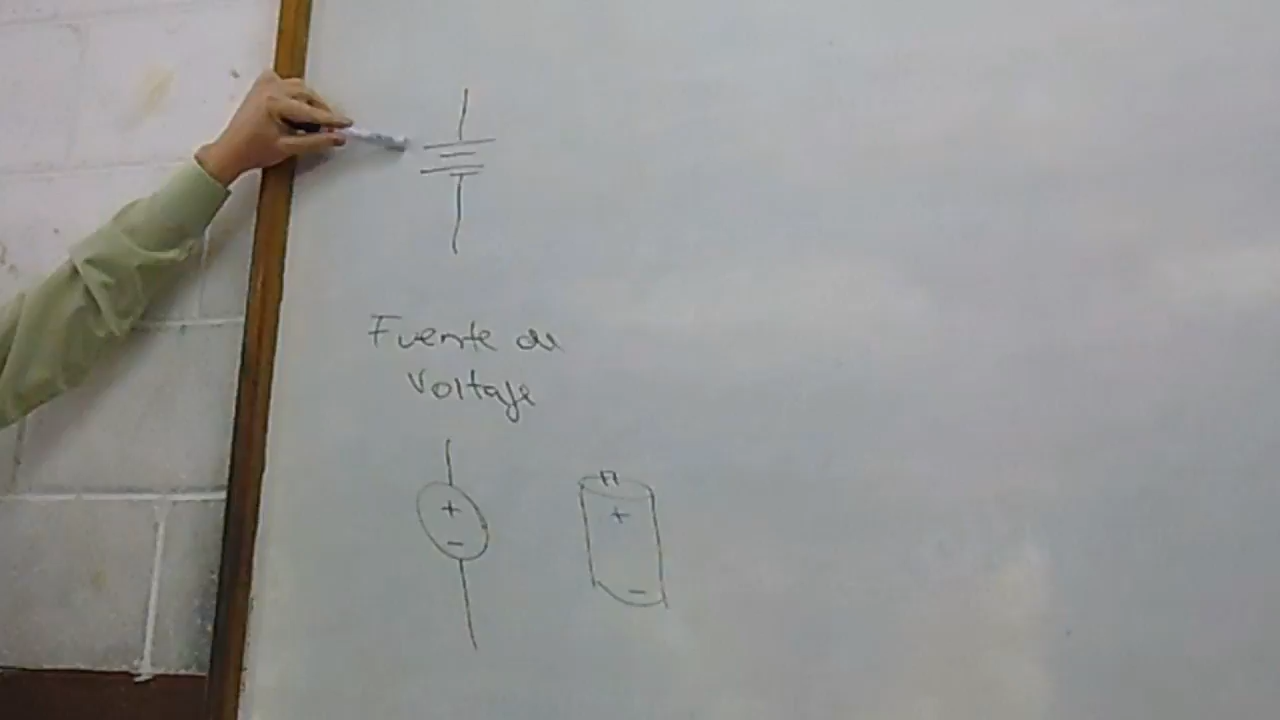 Fuente de
Voltaje
+
-
+
-